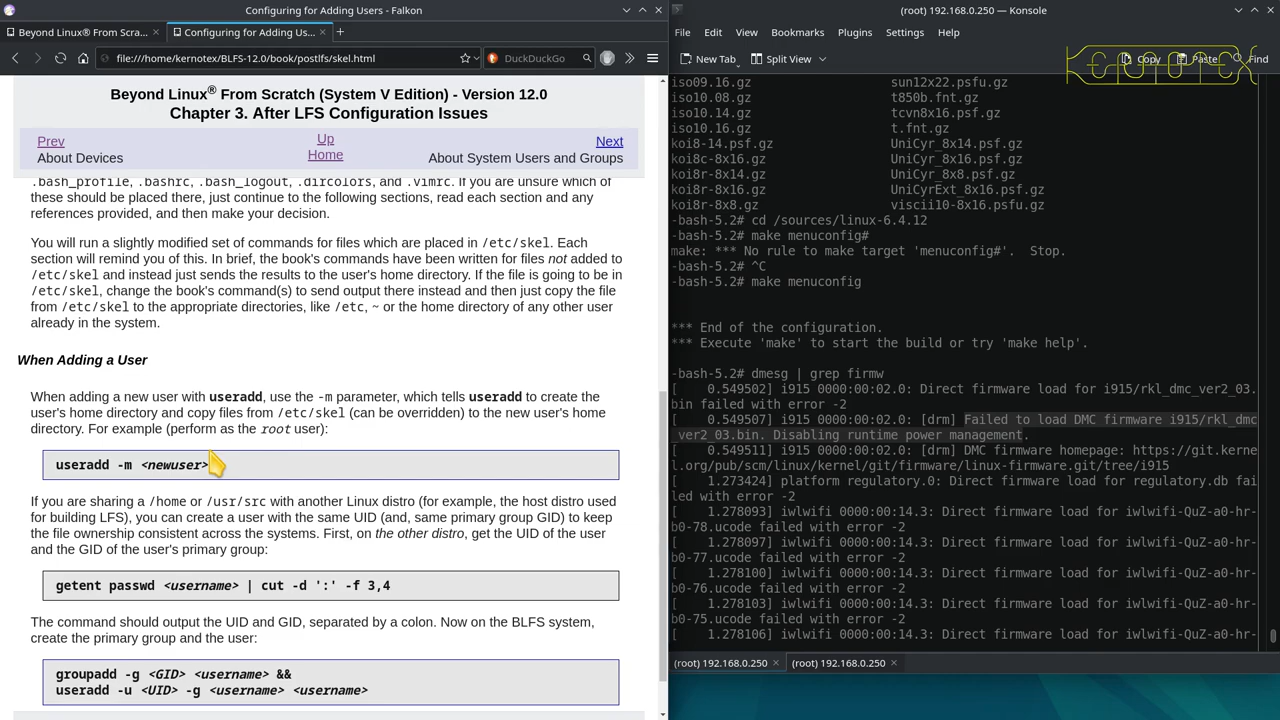 Configuring for Adding Users - Falkon
Beyond Linux® From Scra...
Configuring for Adding Us...
file:///home/kernotex/BLFS-12.0/book/postlfs/skel.html
DuckDuckGo
Beyond Linux® From Scratch (System V Edition) - Version 12.0
Chapter 3. After LFS Configuration Issues
Prev
Up
Next
About Devices
Home
About System Users and Groups
.bash_profile, .bashrc, .bash_logout, .dircolors, and .vimrc. If you are unsure which of
these should be placed there, just continue to the following sections, read each section and any
references provided, and then make your decision.
You will run a slightly modified set of commands for files which are placed in /etc/skel. Each
section will remind you of this. In brief, the book's commands have been written for files not added to
/etc/skel and instead just sends the results to the user's home directory. If the file is going to be in
/etc/skel, change the book's command(s) to send output there instead and then just copy the file
from /etc/skel to the appropriate directories, like /etc, ~ or the home directory of any other user
already in the system.
When Adding a User
When adding a new user with useradd, use the -m parameter, which tells useradd to create the
user's home directory and copy files from /etc/skel (can be overridden) to the new user's home
directory. For example (perform as the root user):
useradd -m <newuser>
If you are sharing a /home or /usr/src with another Linux distro (for example, the host distro used
for building LFS), you can create a user with the same UID (and, same primary group GID) to keep
the file ownership consistent across the systems. First, on the other distro, get the UID of the user
and the GID of the user's primary group:
getent passwd <username> | cut -d ':' -f 3,4
The command should output the UID and GID, separated by a colon. Now on the BLFS system,
create the primary group and the user:
groupadd -g <GID> <username> &&
useradd -u <UID> -g <username> <username>
(root) 192.168.0.250 — Konsole
File Edit View Bookmarks Plugins Settings Help
New Tab Split View Copy Paste Find
KERNOTEX
iso09.16.gz sun12x22.psfu.gz
iso10.08.gz t850b.fnt.gz
iso10.14.gz tcvn8x16.psf.gz
iso10.16.gz t.fnt.gz
koi8-14.psf.gz UniCyr_8x14.psf.gz
koi8c-8x16.gz UniCyr_8x16.psf.gz
koi8r-8x14.gz UniCyr_8x8.psf.gz
koi8r-8x16.gz UniCyrExt_8x16.psf.gz
koi8r-8x8.gz viscii10-8x16.psfu.gz
-bash-5.2# cd /sources/linux-6.4.12
-bash-5.2# make menuconfig#
make: *** No rule to make target 'menuconfig#'.  Stop.
-bash-5.2# ^C
-bash-5.2# make menuconfig
*** End of the configuration.
*** Execute 'make' to start the build or try 'make help'.
-bash-5.2# dmesg | grep firmw
[    0.549502] i915 0000:00:02.0: Direct firmware load for i915/rkl_dmc_ver2_03.
bin failed with error -2
[    0.549507] i915 0000:00:02.0: [drm] Failed to load DMC firmware i915/rkl_dmc
_ver2_03.bin. Disabling runtime power management.
[    0.549511] i915 0000:00:02.0: [drm] DMC firmware homepage: https://git.kerne
l.org/pub/scm/linux/kernel/git/firmware/linux-firmware.git/tree/i915
[    1.273424] platform regulatory.0: Direct firmware load for regulatory.db fai
led with error -2
[    1.278093] iwlwifi 0000:00:14.3: Direct firmware load for iwlwifi-QuZ-a0-hr-
b0-78.ucode failed with error -2
[    1.278097] iwlwifi 0000:00:14.3: Direct firmware load for iwlwifi-QuZ-a0-hr-
b0-77.ucode failed with error -2
[    1.278100] iwlwifi 0000:00:14.3: Direct firmware load for iwlwifi-QuZ-a0-hr-
b0-76.ucode failed with error -2
[    1.278103] iwlwifi 0000:00:14.3: Direct firmware load for iwlwifi-QuZ-a0-hr-
b0-75.ucode failed with error -2
[    1.278106] iwlwifi 0000:00:14.3: Direct firmware load for iwlwifi-QuZ-a0-hr-
(root) 192.168.0.250
(root) 192.168.0.250